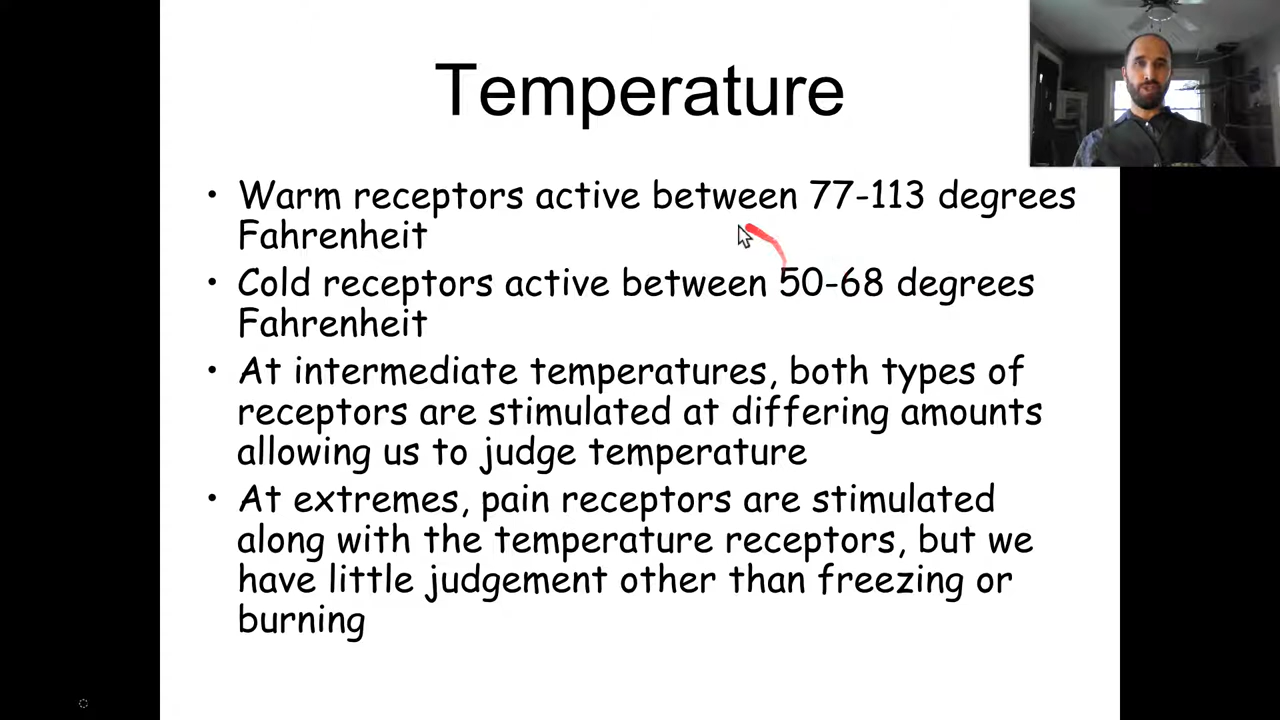 Temperature
• Warm receptors active between 77-113 degrees
Fahrenheit
• Cold receptors active between 50-68 degrees
Fahrenheit
• At intermediate temperatures, both types of
receptors are stimulated at differing amounts
allowing us to judge temperature
• At extremes, pain receptors are stimulated
along with the temperature receptors, but we
have little judgement other than freezing or
burning